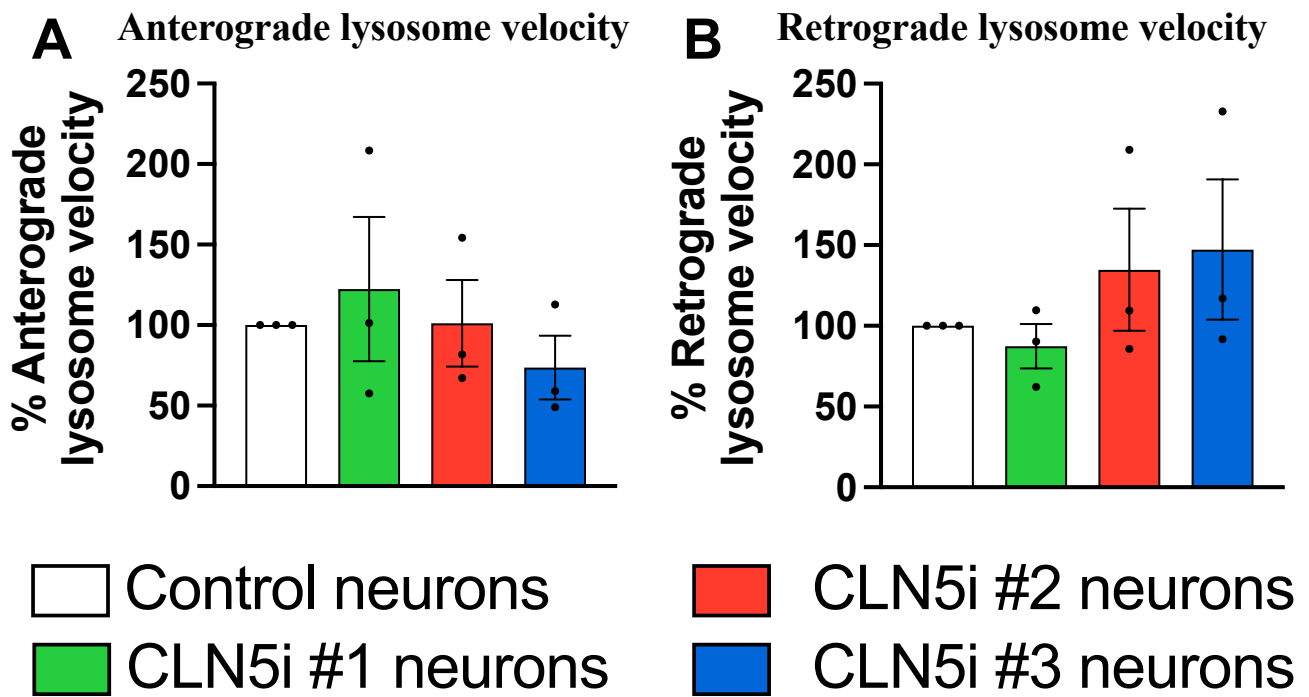 A Anterograde lysosome velocity
% Anterograde
lysosome velocity
250
200
150
100
50
0
B Retrograde lysosome velocity
% Retrograde
lysosome velocity
250
200
150
100
50
0
Control neurons
CLN5i #1 neurons
CLN5i #2 neurons
CLN5i #3 neurons